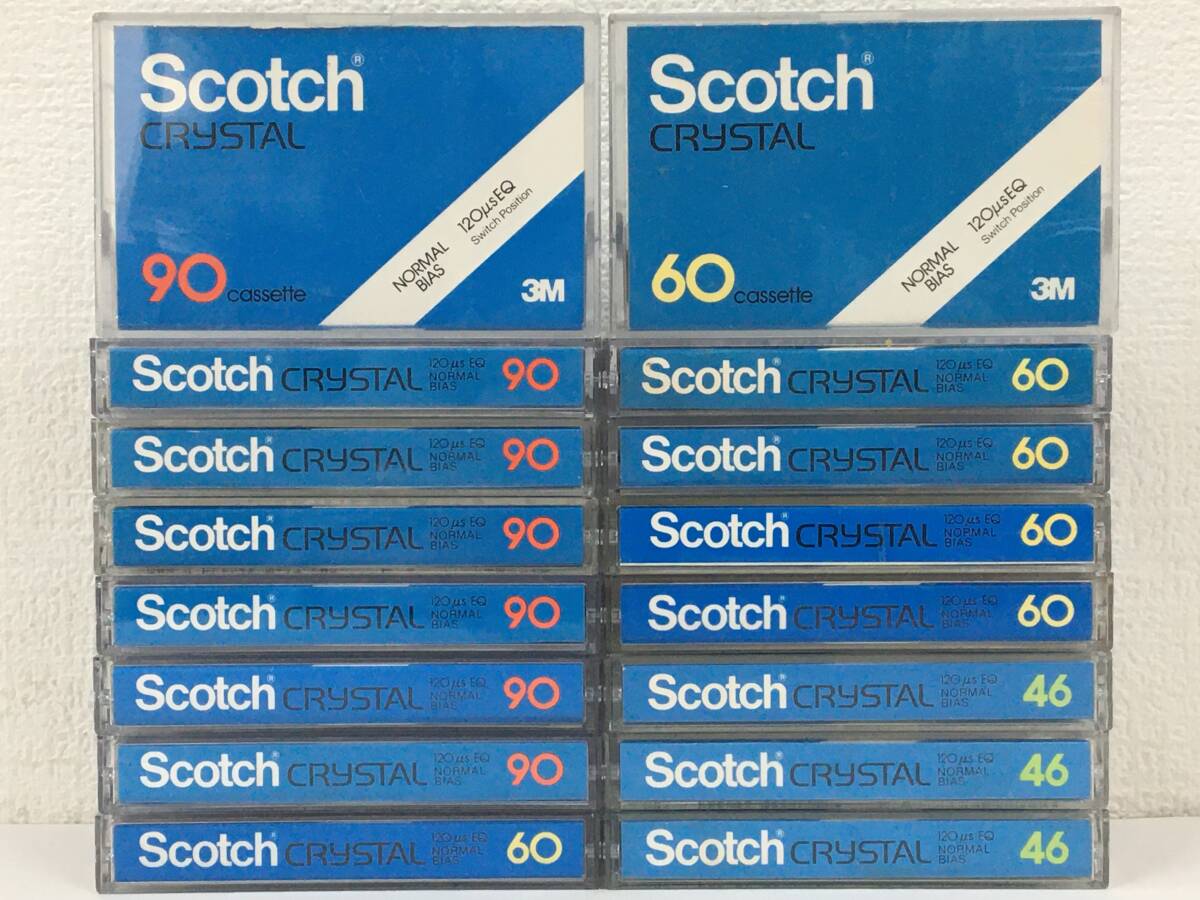 Scotch®
CRYSTAL
NORMAL BIAS 120µsEQ
Switch Position
90 cassette
3M
Scotch®
CRYSTAL
NORMAL BIAS 120µsEQ
Switch Position
60 cassette
3M
Scotch® CRYSTAL 120µs EQ NORMAL BIAS 90
Scotch® CRYSTAL 120µs EQ NORMAL BIAS 90
Scotch® CRYSTAL 120µs EQ NORMAL BIAS 90
Scotch® CRYSTAL 120µs EQ NORMAL BIAS 90
Scotch® CRYSTAL 120µs EQ NORMAL BIAS 90
Scotch® CRYSTAL 120µs EQ NORMAL BIAS 90
Scotch® CRYSTAL 120µs EQ NORMAL BIAS 60
Scotch® CRYSTAL 120µs EQ NORMAL BIAS 60
Scotch® CRYSTAL 120µs EQ NORMAL BIAS 60
Scotch® CRYSTAL 120µs EQ NORMAL BIAS 60
Scotch® CRYSTAL 120µs EQ NORMAL BIAS 60
Scotch® CRYSTAL 120µs EQ NORMAL BIAS 46
Scotch® CRYSTAL 120µs EQ NORMAL BIAS 46
Scotch® CRYSTAL 120µs EQ NORMAL BIAS 46